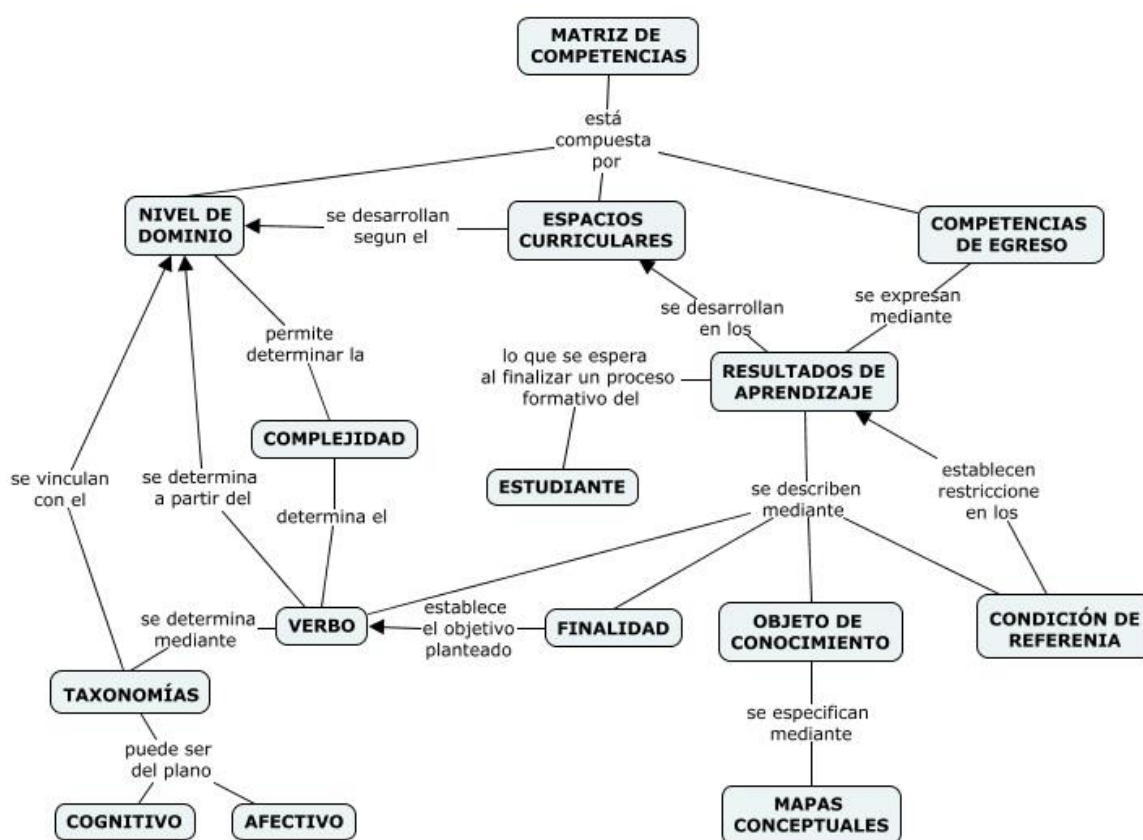 MATRIZ DE
COMPETENCIAS
está
compuesta
por
NIVEL DE
DOMINIO
se desarrollan
segun el
ESPACIOS
CURRICULARES
COMPETENCIAS
DE EGRESO
permite
determinar la
se desarrollan
en los
se expresan
mediante
lo que se espera
al finalizar un proceso
formativo del
RESULTADOS DE
APRENDIZAJE
COMPLEJIDAD
ESTUDIANTE
se vinculan
con el
se determina
a partir del
determina el
se describen
mediante
establecen
restriccione
en los
se determina
mediante
VERBO
establece
el objetivo
planteado
FINALIDAD
OBJETO DE
CONOCIMIENTO
CONDICIÓN DE
REFERENIA
TAXONOMÍAS
puede ser
del plano
se especifican
mediante
COGNITIVO
AFECTIVO
MAPAS
CONCEPTUALES